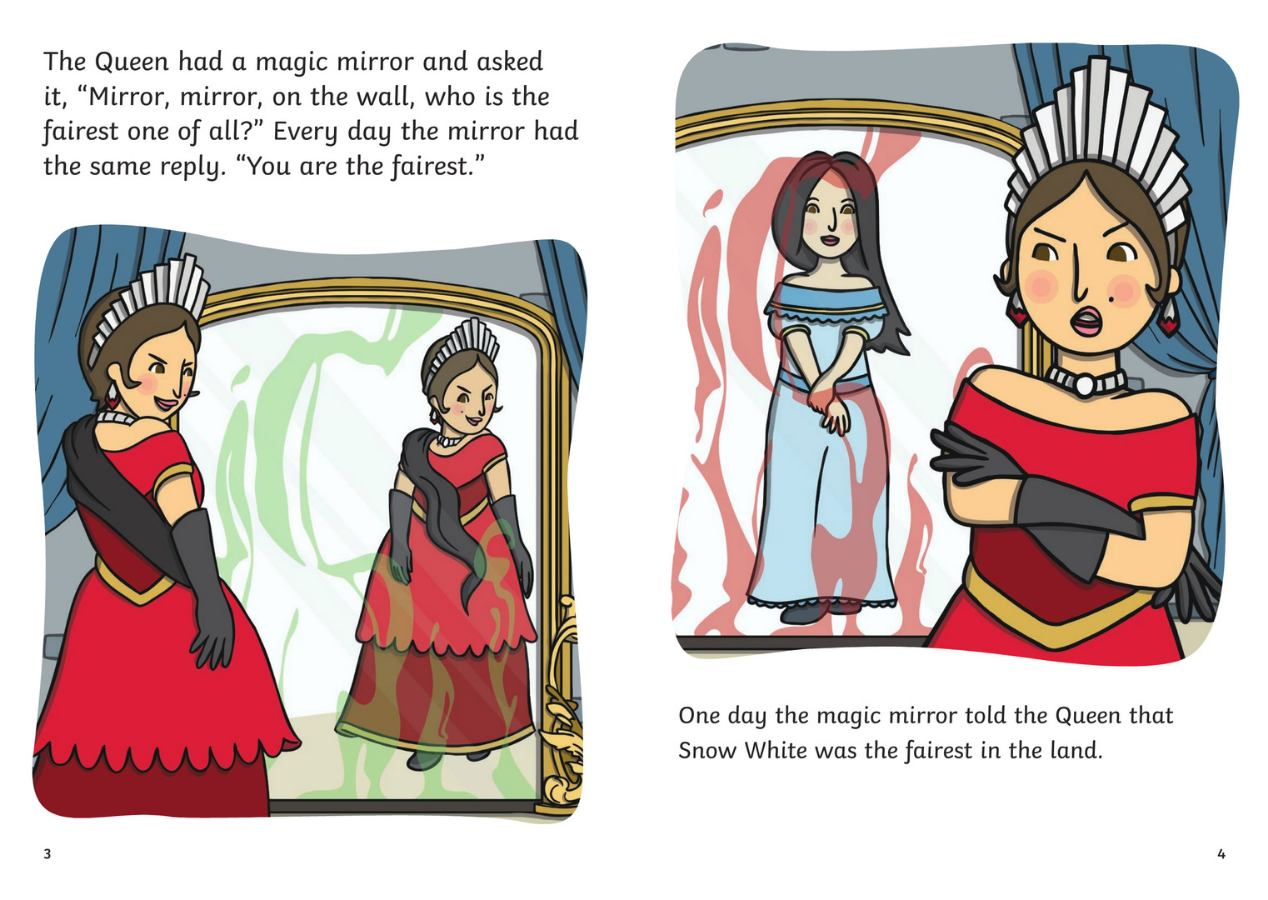 The Queen had a magic mirror and asked
it, “Mirror, mirror, on the wall, who is the
fairest one of all?” Every day the mirror had
the same reply. “You are the fairest.”
3
One day the magic mirror told the Queen that
Snow White was the fairest in the land.
4